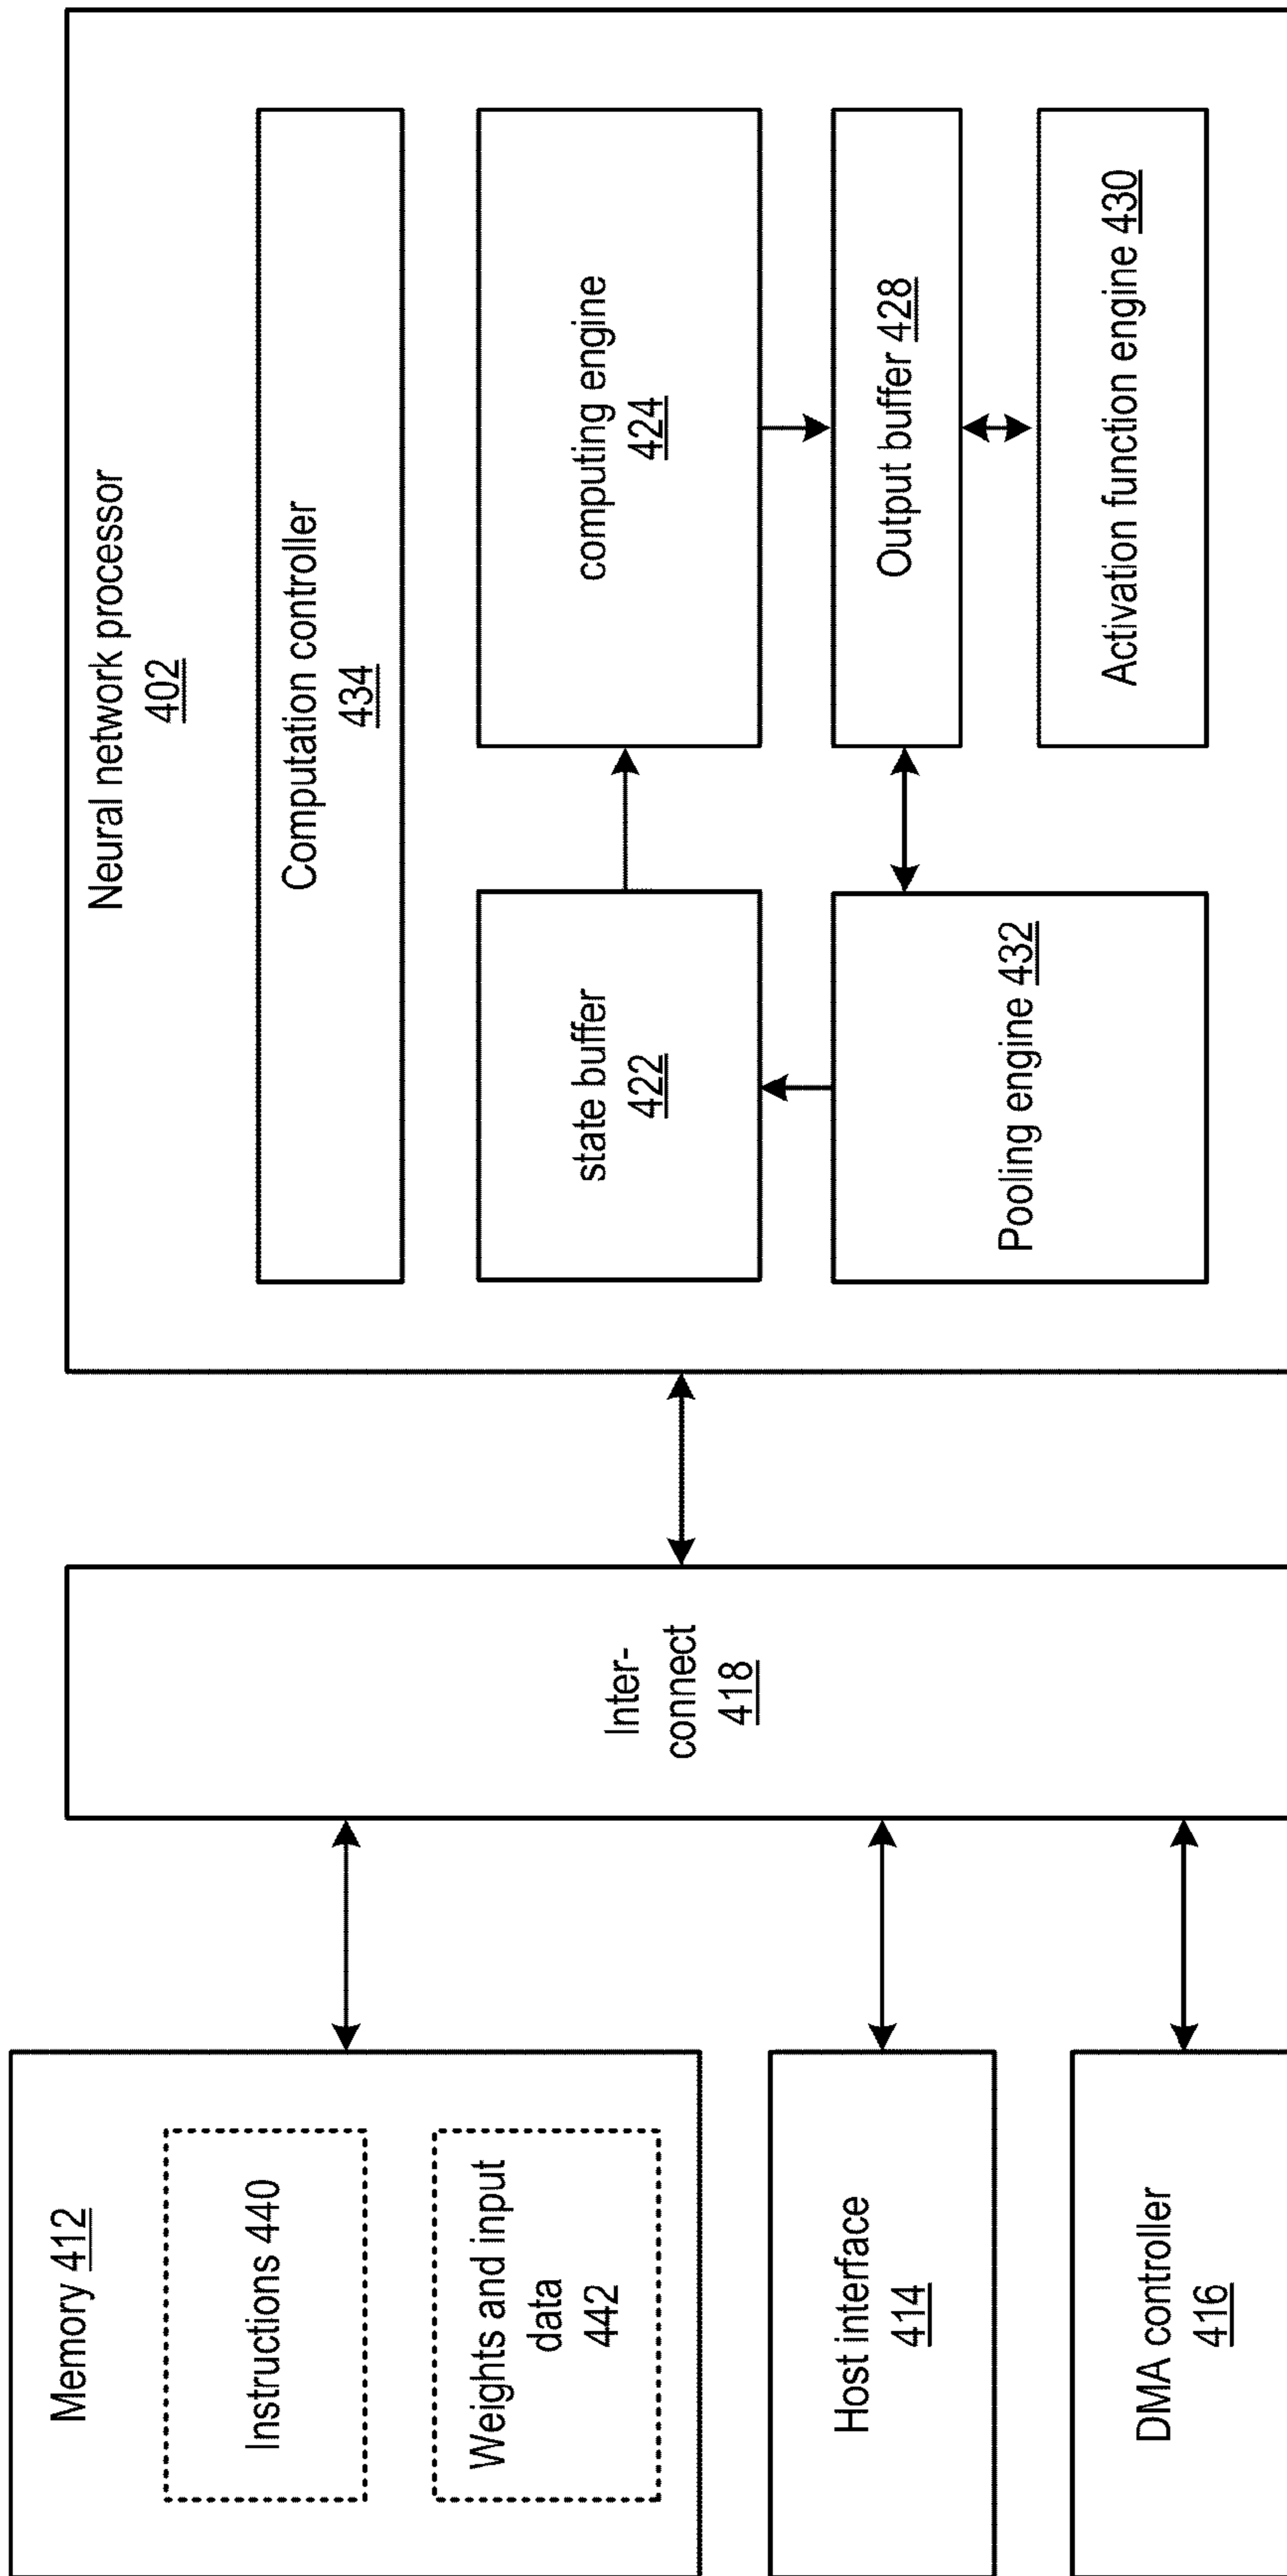 Memory 412
Instructions 440
Weights and input
data
442
Host interface
414
DMA controller
416
Inter-
connect
418
Neural network processor
402
Computation controller
434
state buffer
422
computing engine
424
Pooling engine 432
Output buffer 428
Activation function engine 430